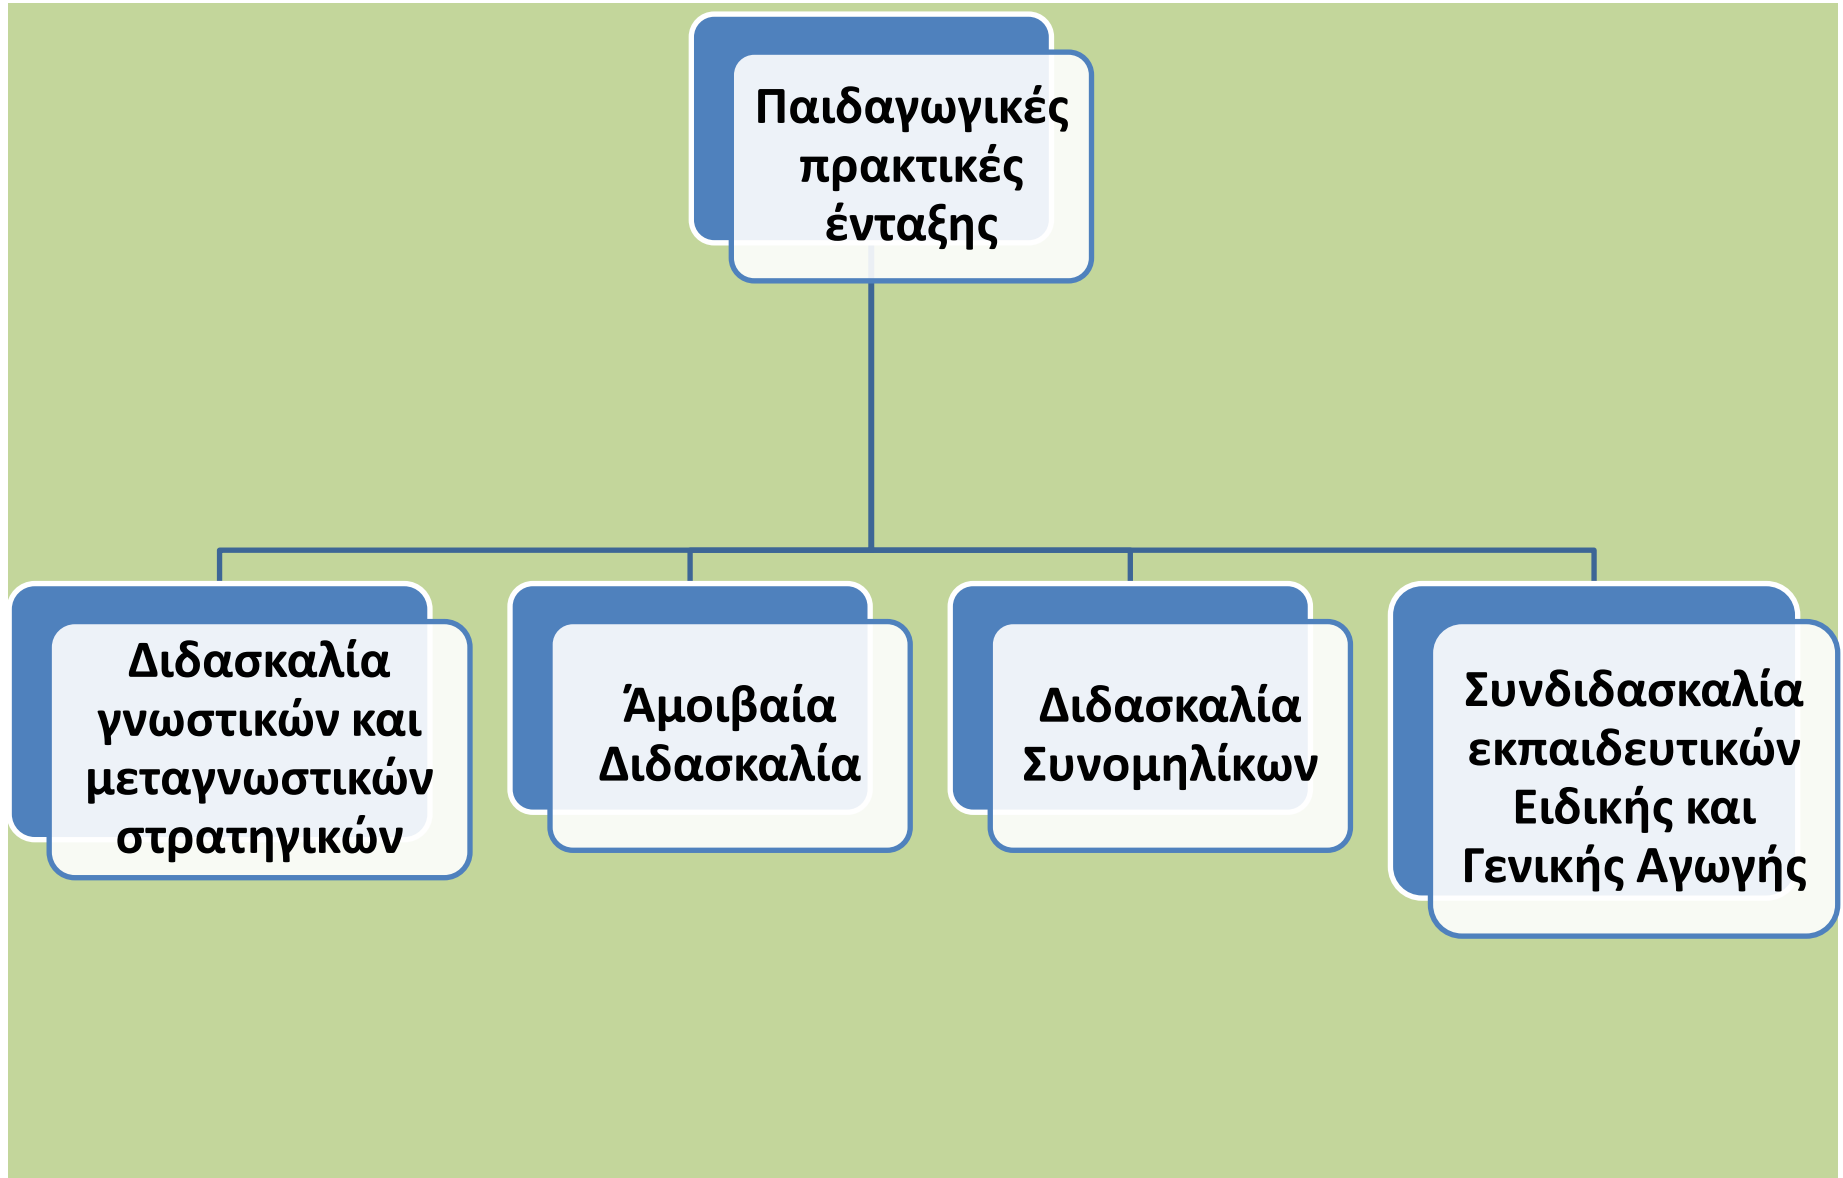 Παιδαγωγικές
πρακτικές
ένταξης
Διδασκαλία
γνωστικών και
μεταγνωστικών
στρατηγικών
Άμοιβαία
Διδασκαλία
Διδασκαλία
Συνομηλίκων
Συνδιδασκαλία
εκπαιδευτικών
Ειδικής και
Γενικής Αγωγής